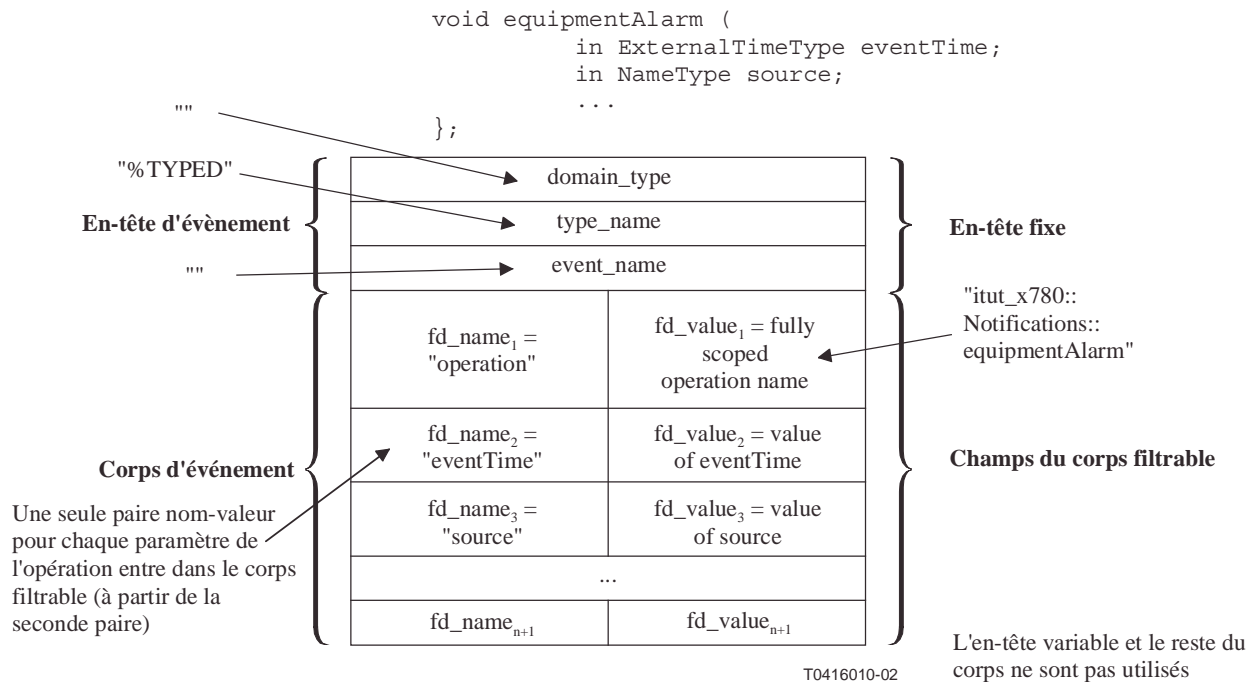 void equipmentAlarm (
in ExternalTimeType eventTime;
in NameType source;
...
};
""
"%TYPED"
En-tête d'évènement
""
domain_type
type_name
event_name
En-tête fixe
fd_name1 =
"operation"
fd_value1 = fully
scoped
operation name
"itut_x780::
Notifications::
equipmentAlarm"
fd_name2 =
"eventTime"
fd_value2 = value
of eventTime
Corps d'événement
Champs du corps filtrable
Une seule paire nom-valeur
pour chaque paramètre de
l'opération entre dans le corps
filtrable (à partir de la
seconde paire)
fd_name3 =
"source"
fd_value3 = value
of source
...
fd_namen+1
fd_valuen+1
T0416010-02
L'en-tête variable et le reste du
corps ne sont pas utilisés